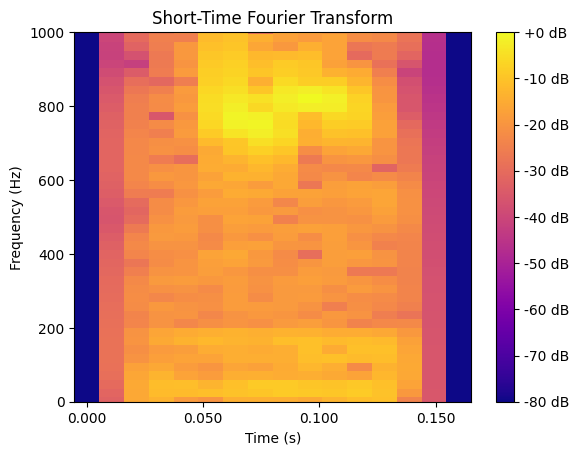 Short-Time Fourier Transform
1000
800
600
400
200
0
Frequency (Hz)
0.000
0.050
0.100
0.150
Time (s)
+0 dB
-10 dB
-20 dB
-30 dB
-40 dB
-50 dB
-60 dB
-70 dB
-80 dB